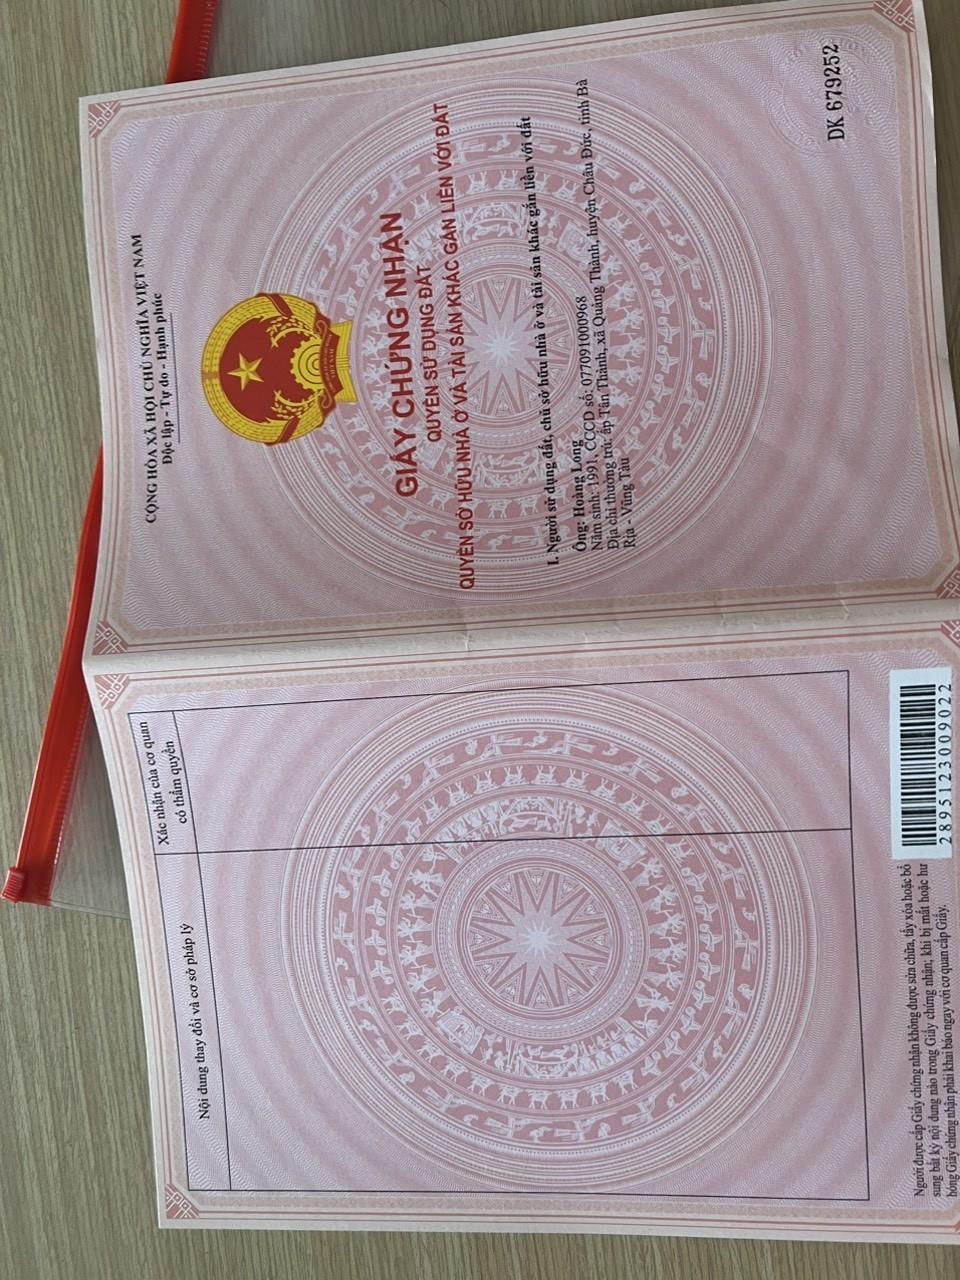 CỘNG HÒA XÃ HỘI CHỦ NGHĨA VIỆT NAM
Độc lập - Tự do - Hạnh phúc
GIẤY CHỨNG NHẬN
QUYỀN SỬ DỤNG ĐẤT
QUYỀN SỞ HỮU NHÀ Ở VÀ TÀI SẢN KHÁC GẮN LIỀN VỚI ĐẤT
I. Người sử dụng đất, chủ sở hữu nhà ở và tài sản khác gắn liền với đất
Ông: Hoàng Long
Năm sinh: 1991, CCCD số: 077091000968
Địa chỉ thường trú: ấp Tân Thành, xã Quảng Thành, huyện Châu Đức, tỉnh Bà
Rịa - Vũng Tàu
DK 679252
Nội dung thay đổi và cơ sở pháp lý
Xác nhận của cơ quan
có thẩm quyền
Người được cấp Giấy chứng nhận không được sửa chữa, tẩy xóa hoặc bổ
sung bất kỳ nội dung nào trong Giấy chứng nhận; khi bị mất hoặc hư
hỏng Giấy chứng nhận phải khai báo ngay với cơ quan cấp Giấy.
2895123009022